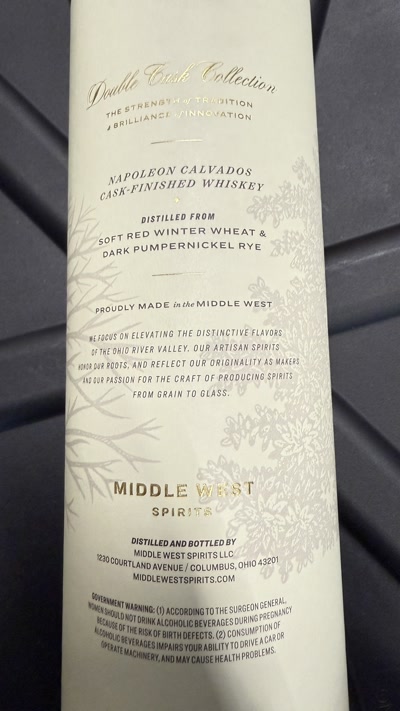 Double Cask Collection
THE STRENGTH of TRADITION
& BRILLIANCE of INNOVATION
NAPOLEON CALVADOS
CASK-FINISHED WHISKEY
DISTILLED FROM
SOFT RED WINTER WHEAT &
DARK PUMPERNICKEL RYE
PROUDLY MADE in the MIDDLE WEST
WE FOCUS ON ELEVATING THE DISTINCTIVE FLAVORS
OF THE OHIO RIVER VALLEY. OUR ARTISAN SPIRITS
HONOR OUR ROOTS, AND REFLECT OUR ORIGINALITY AS MAKERS
AND OUR PASSION FOR THE CRAFT OF PRODUCING SPIRITS
FROM GRAIN TO GLASS.
MIDDLE WEST
SPIRITS
DISTILLED AND BOTTLED BY
MIDDLE WEST SPIRITS LLC
1230 COURTLAND AVENUE / COLUMBUS, OHIO 43201
MIDDLEWESTSPIRITS.COM
GOVERNMENT WARNING: (1) ACCORDING TO THE SURGEON GENERAL,
WOMEN SHOULD NOT DRINK ALCOHOLIC BEVERAGES DURING PREGNANCY
BECAUSE OF THE RISK OF BIRTH DEFECTS. (2) CONSUMPTION OF
ALCOHOLIC BEVERAGES IMPAIRS YOUR ABILITY TO DRIVE A CAR OR
OPERATE MACHINERY, AND MAY CAUSE HEALTH PROBLEMS.